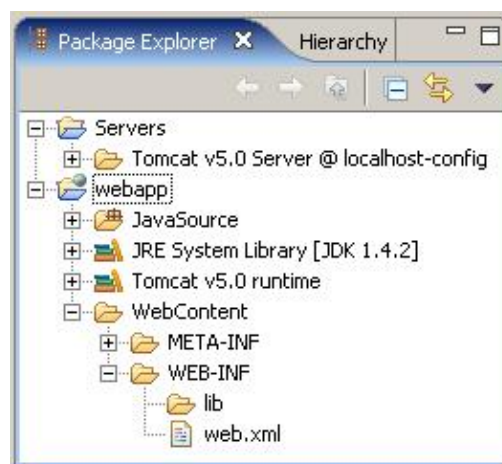 Package Explorer Hierarchy
Servers
Tomcat v5.0 Server @ localhost-config
webapp
JavaSource
JRE System Library [JDK 1.4.2]
Tomcat v5.0 runtime
WebContent
META-INF
WEB-INF
lib
web.xml